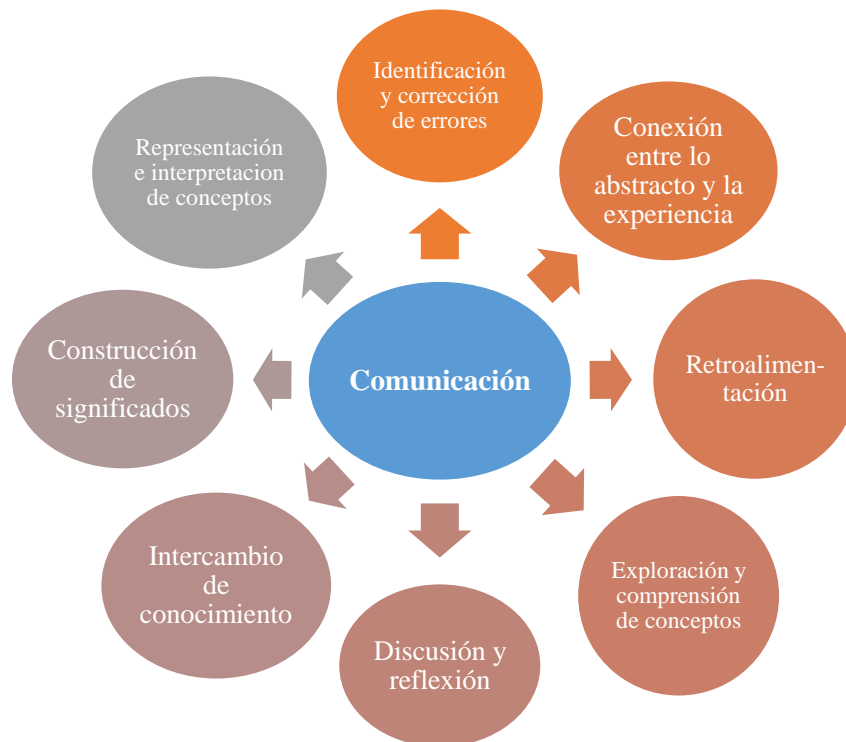 Identificación
y corrección
de errores
Conexión
entre lo
abstracto y la
experiencia
Retroalimen-
tación
Exploración y
comprensión
de conceptos
Discusión y
reflexión
Intercambio
de
conocimiento
Construcción
de
significados
Representación
e interpretacion
de conceptos
Comunicación